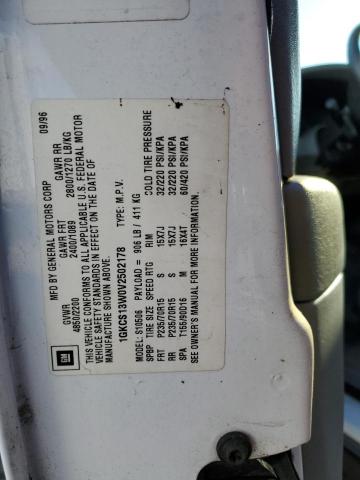 MFD BY GENERAL MOTORS CORP 09/96
GVWR GAWR FRT GAWR RR
4850/2200 2400/1089 2800/1270 LB/KG
THIS VEHICLE CONFORMS TO ALL APPLICABLE U.S. FEDERAL MOTOR
VEHICLE SAFETY STANDARDS IN EFFECT ON THE DATE OF
MANUFACTURE SHOWN ABOVE.
GM
1GKCS13W0V2502178 TYPE: M.P.V.
MODEL: S10506 PAYLOAD = 906 LB / 411 KG
SPBP TIRE SIZE SPEED RTG RIM COLD TIRE PRESSURE
FRT P235/70R15 S 15X7J 32/220 PSI/KPA
RR P235/70R15 S 15X7J 32/220 PSI/KPA
SPA T155/90D16 M 16X4T 60/420 PSI/KPA
SEE OWNER'S MANUAL FOR MORE INFORMATION.